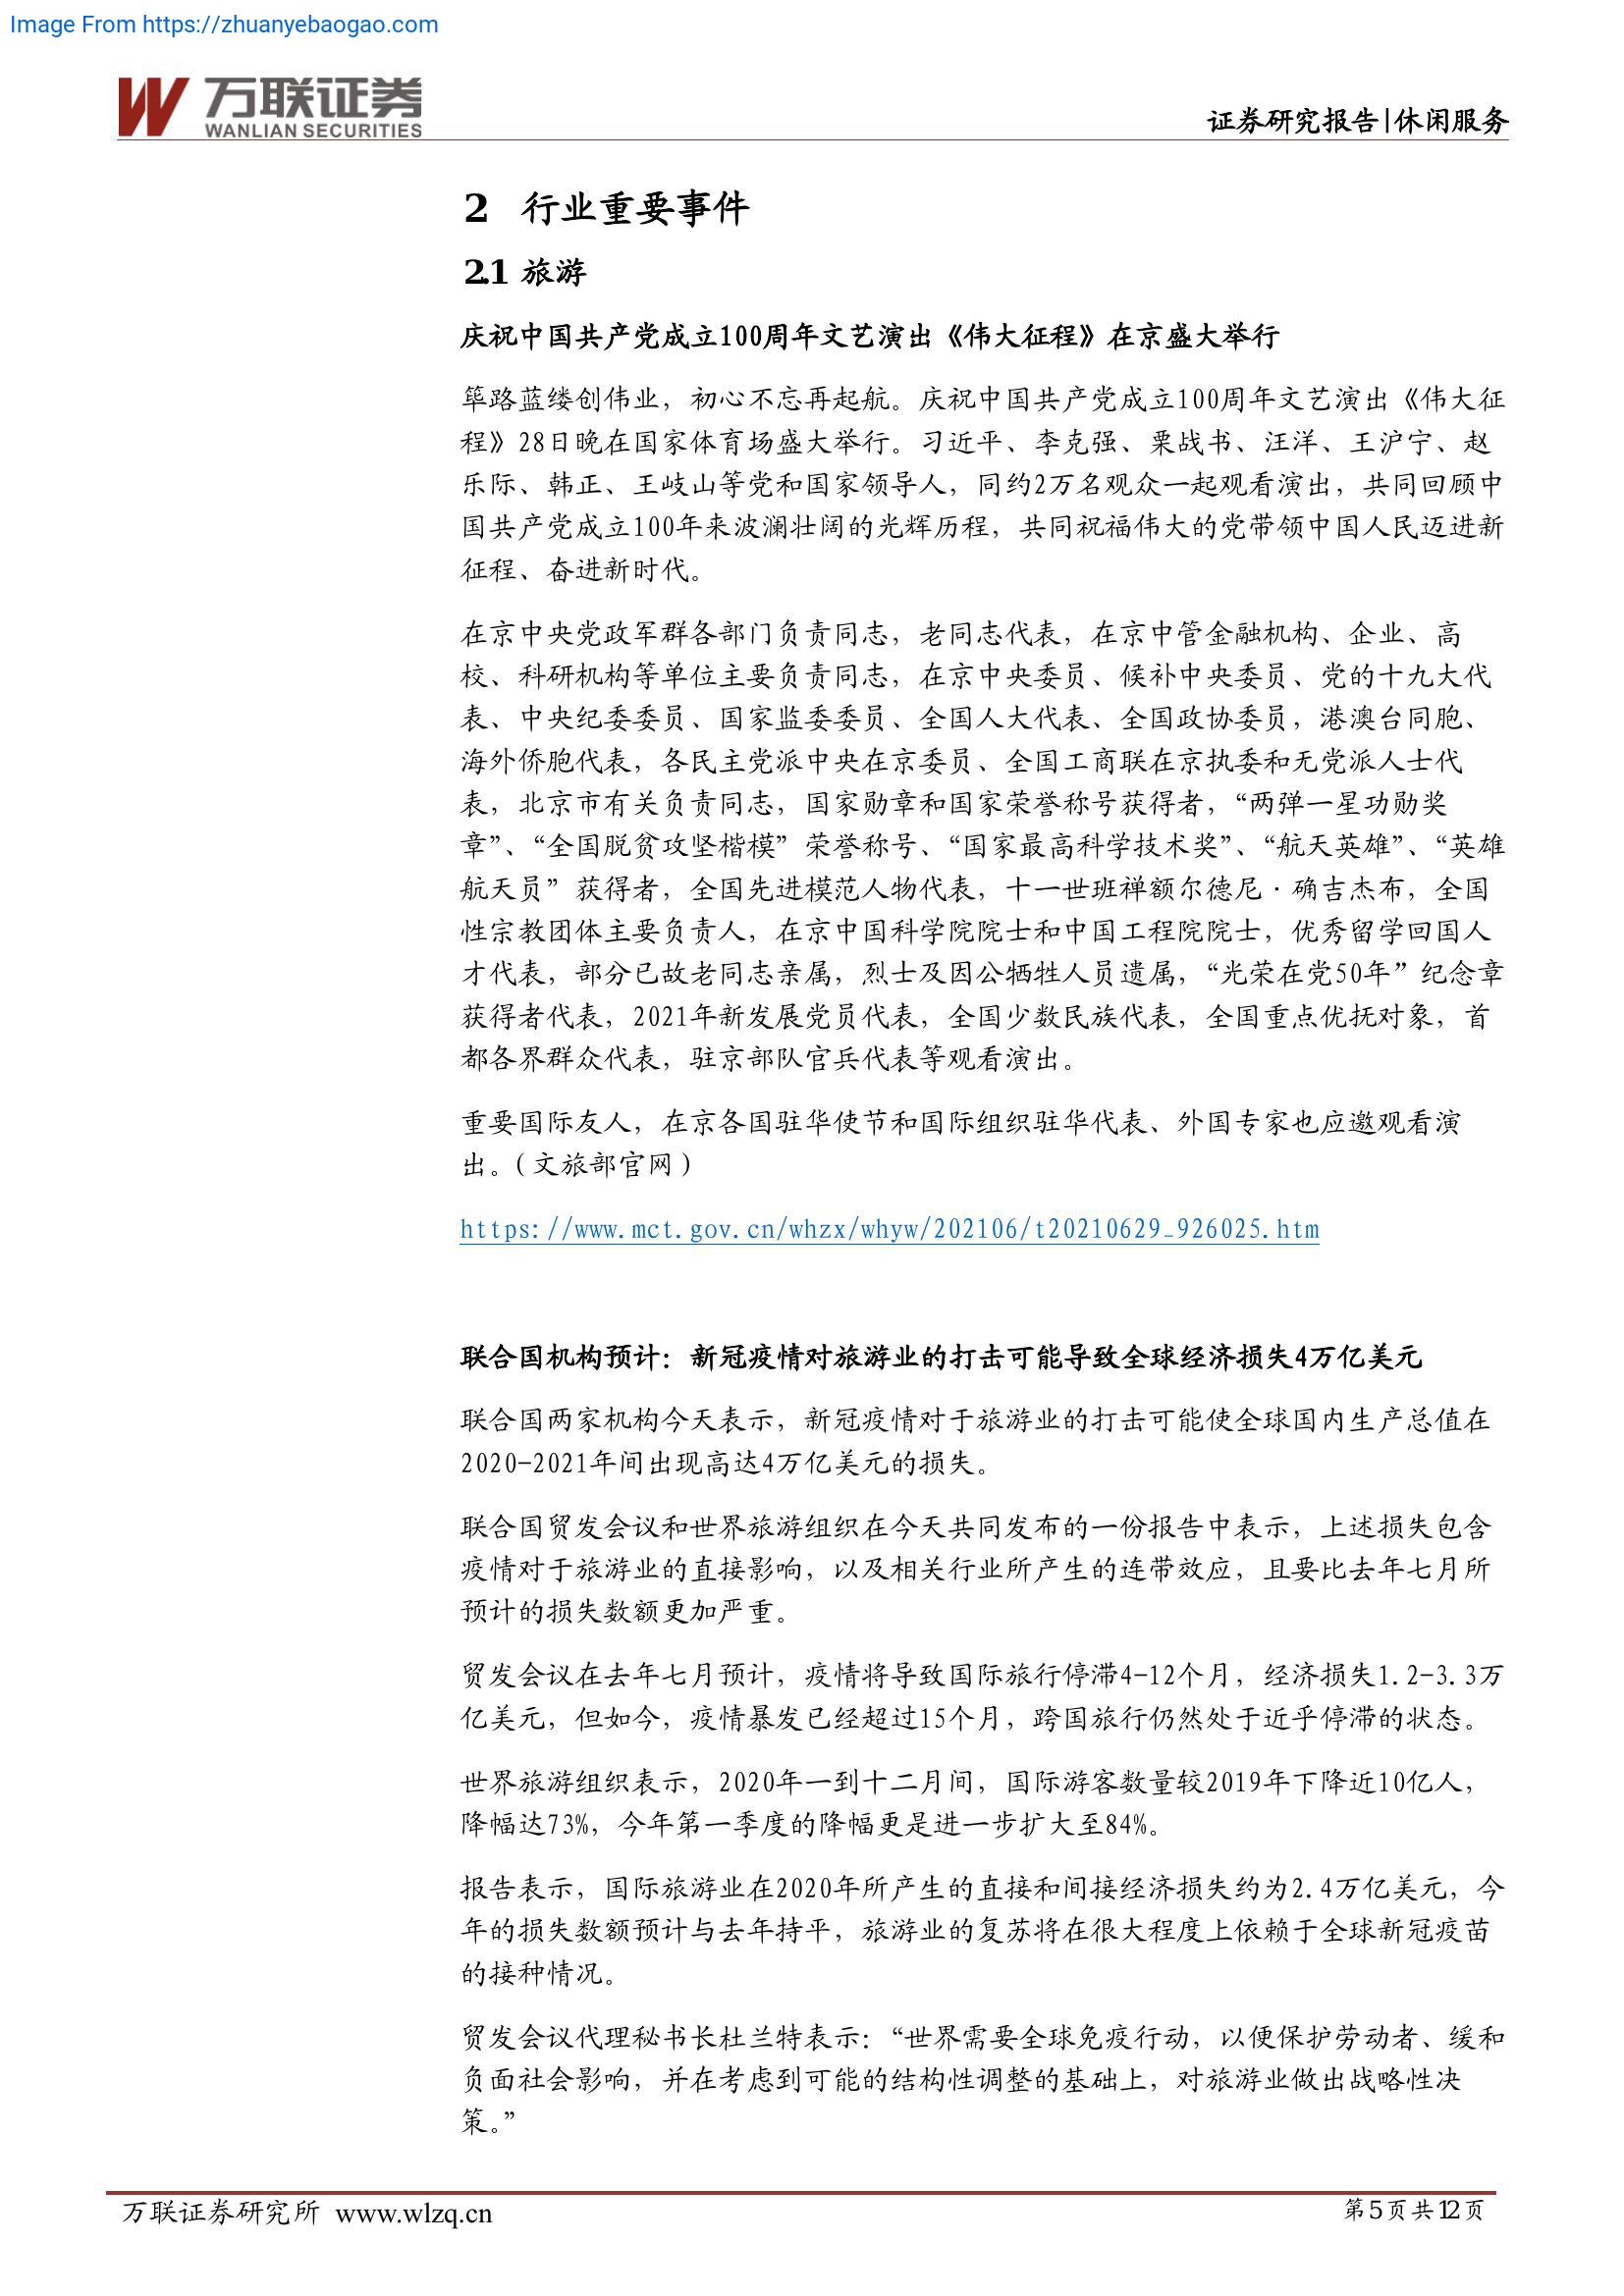 Image From https://zhuanyebaogao.com
万联证券
WANLIAN SECURITIES
证券研究报告|休闲服务
2 行业重要事件
2.1 旅游
庆祝中国共产党成立100周年文艺演出《伟大征程》在京盛大举行
筚路蓝缕创伟业，初心不忘再起航。庆祝中国共产党成立100周年文艺演出《伟大征
程》28日晚在国家体育场盛大举行。习近平、李克强、栗战书、汪洋、王沪宁、赵
乐际、韩正、王岐山等党和国家领导人，同约2万名观众一起观看演出，共同回顾中
国共产党成立100年来波澜壮阔的光辉历程，共同祝福伟大的党带领中国人民迈进新
征程、奋进新时代。
在京中央党政军群各部门负责同志，老同志代表，在京中管金融机构、企业、高
校、科研机构等单位主要负责同志，在京中央委员、候补中央委员、党的十九大代
表、中央纪委委员、国家监委委员、全国人大代表、全国政协委员，港澳台同胞、
海外侨胞代表，各民主党派中央在京委员、全国工商联在京执委和无党派人士代
表，北京市有关负责同志，国家勋章和国家荣誉称号获得者，“两弹一星功勋奖
章”、“全国脱贫攻坚楷模”荣誉称号、“国家最高科学技术奖”、“航天英雄”、“英雄
航天员”获得者，全国先进模范人物代表，十一世班禅额尔德尼·确吉杰布，全国
性宗教团体主要负责人，在京中国科学院院士和中国工程院院士，优秀留学回国人
才代表，部分已故老同志亲属，烈士及因公牺牲人员遗属，“光荣在党50年”纪念章
获得者代表，2021年新发展党员代表，全国少数民族代表，全国重点优抚对象，首
都各界群众代表，驻京部队官兵代表等观看演出。
重要国际友人，在京各国驻华使节和国际组织驻华代表、外国专家也应邀观看演
出。（文旅部官网）
https://www.mct.gov.cn/whzx/whyw/202106/t20210629_926025.htm
联合国机构预计：新冠疫情对旅游业的打击可能导致全球经济损失4万亿美元
联合国两家机构今天表示，新冠疫情对于旅游业的打击可能使全球国内生产总值在
2020-2021年间出现高达4万亿美元的损失。
联合国贸发会议和世界旅游组织在今天共同发布的一份报告中表示，上述损失包含
疫情对于旅游业的直接影响，以及相关行业所产生的连带效应，且要比去年七月所
预计的损失数额更加严重。
贸发会议在去年七月预计，疫情将导致国际旅行停滞4-12个月，经济损失1.2-3.3万
亿美元，但如今，疫情暴发已经超过15个月，跨国旅行仍然处于近乎停滞的状态。
世界旅游组织表示，2020年一到十二月间，国际游客数量较2019年下降近10亿人，
降幅达73%，今年第一季度的降幅更是进一步扩大至84%。
报告表示，国际旅游业在2020年所产生的直接和间接经济损失约为2.4万亿美元，今
年的损失数额预计与去年持平，旅游业的复苏将在很大程度上依赖于全球新冠疫苗
的接种情况。
贸发会议代理秘书长杜兰特表示：“世界需要全球免疫行动，以便保护劳动者、缓和
负面社会影响，并在考虑到可能的结构性调整的基础上，对旅游业做出战略性决
策。”
万联证券研究所 www.wlzq.cn
第5页共12页